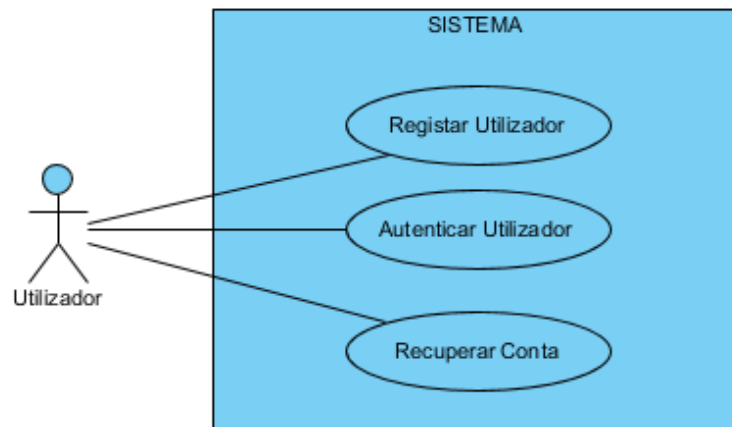 SISTEMA
Registar Utilizador
Autenticar Utilizador
Utilizador
Recuperar Conta